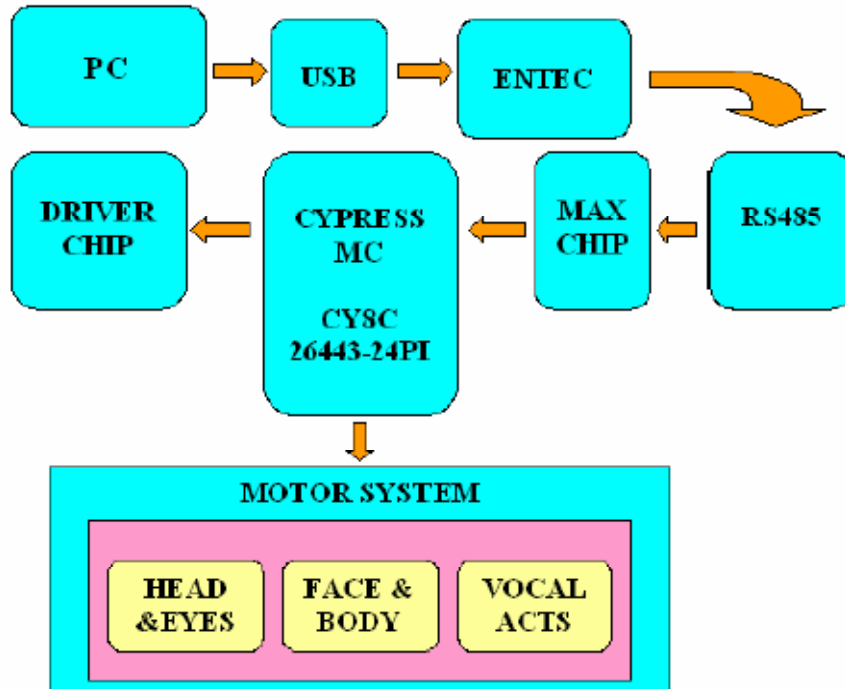 PC
USB
ENTEC
DRIVER
CHIP
CYPRESS
MC
CY8C
26443-24PI
MAX
CHIP
RS485
MOTOR SYSTEM
HEAD
&EYES
FACE &
BODY
VOCAL
ACTS